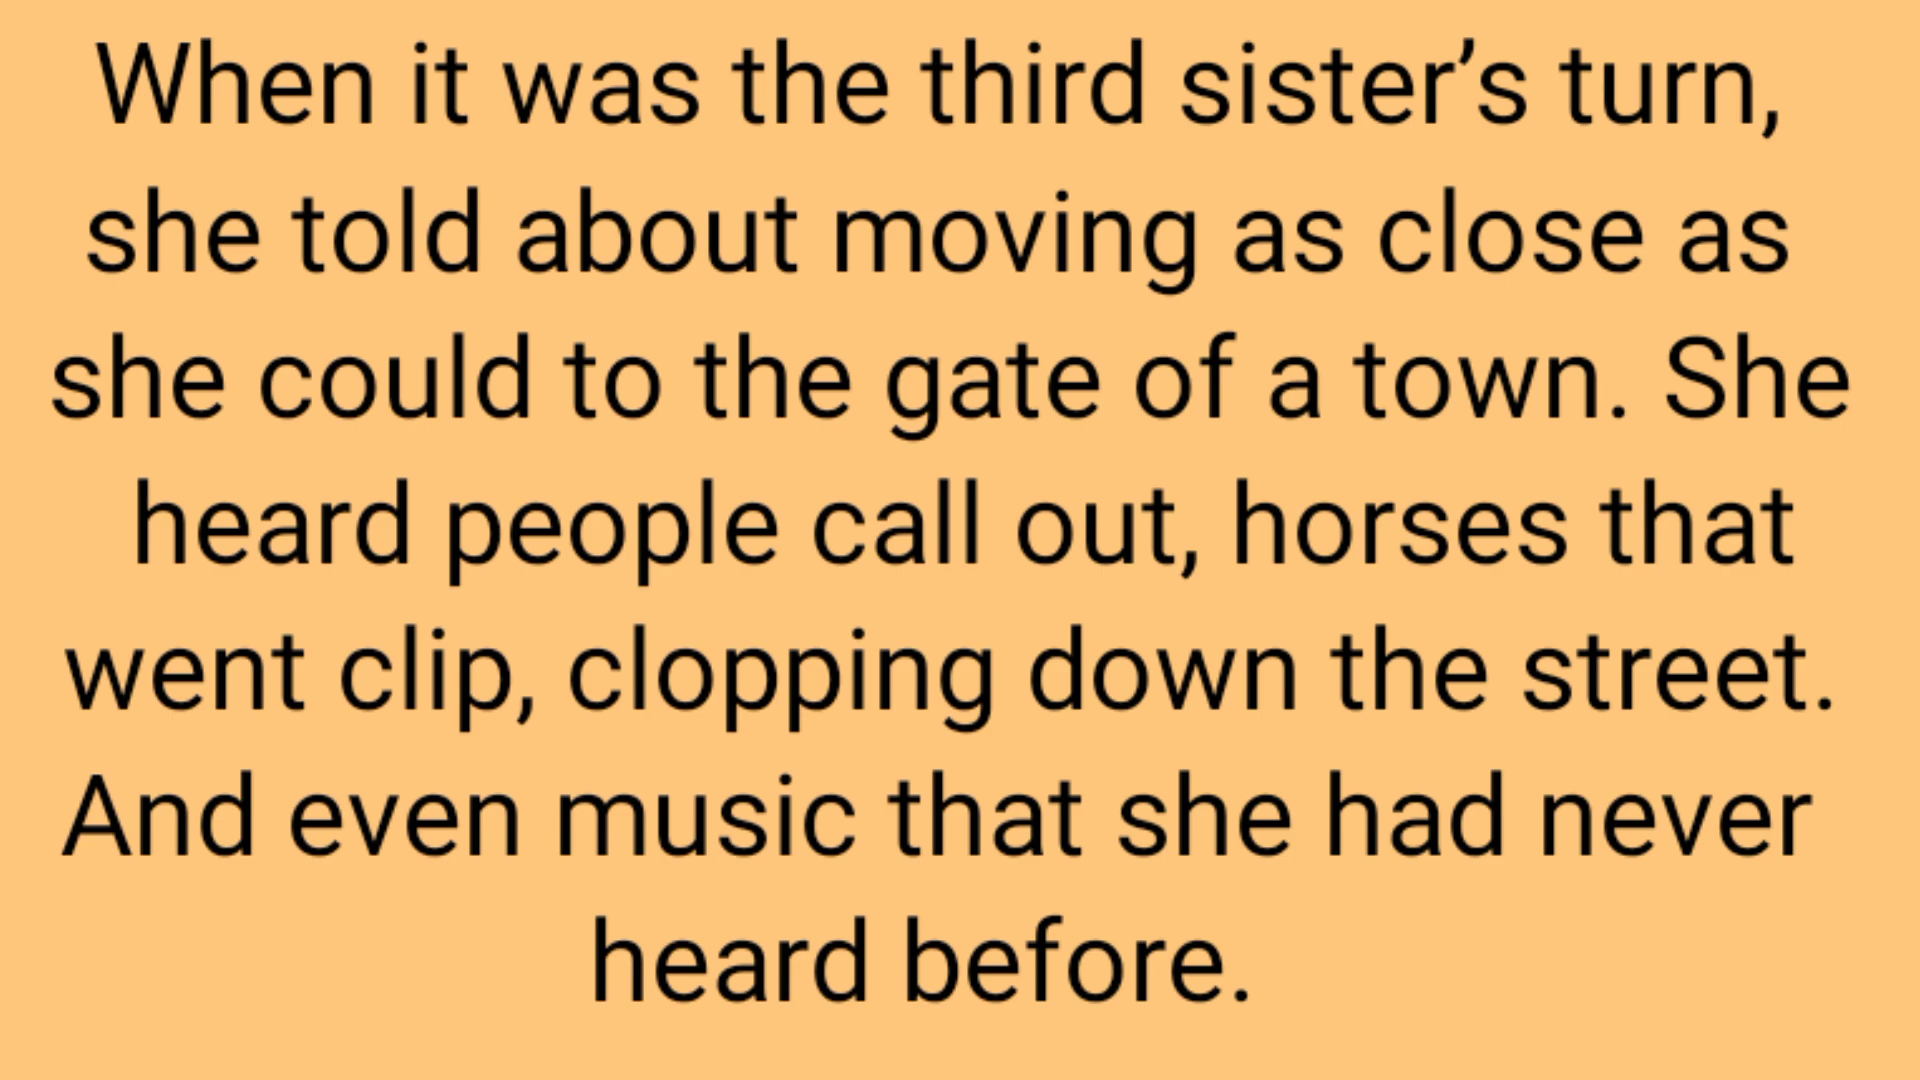 When it was the third sister’s turn,
she told about moving as close as
she could to the gate of a town. She
heard people call out, horses that
went clip, clopping down the street.
And even music that she had never
heard before.